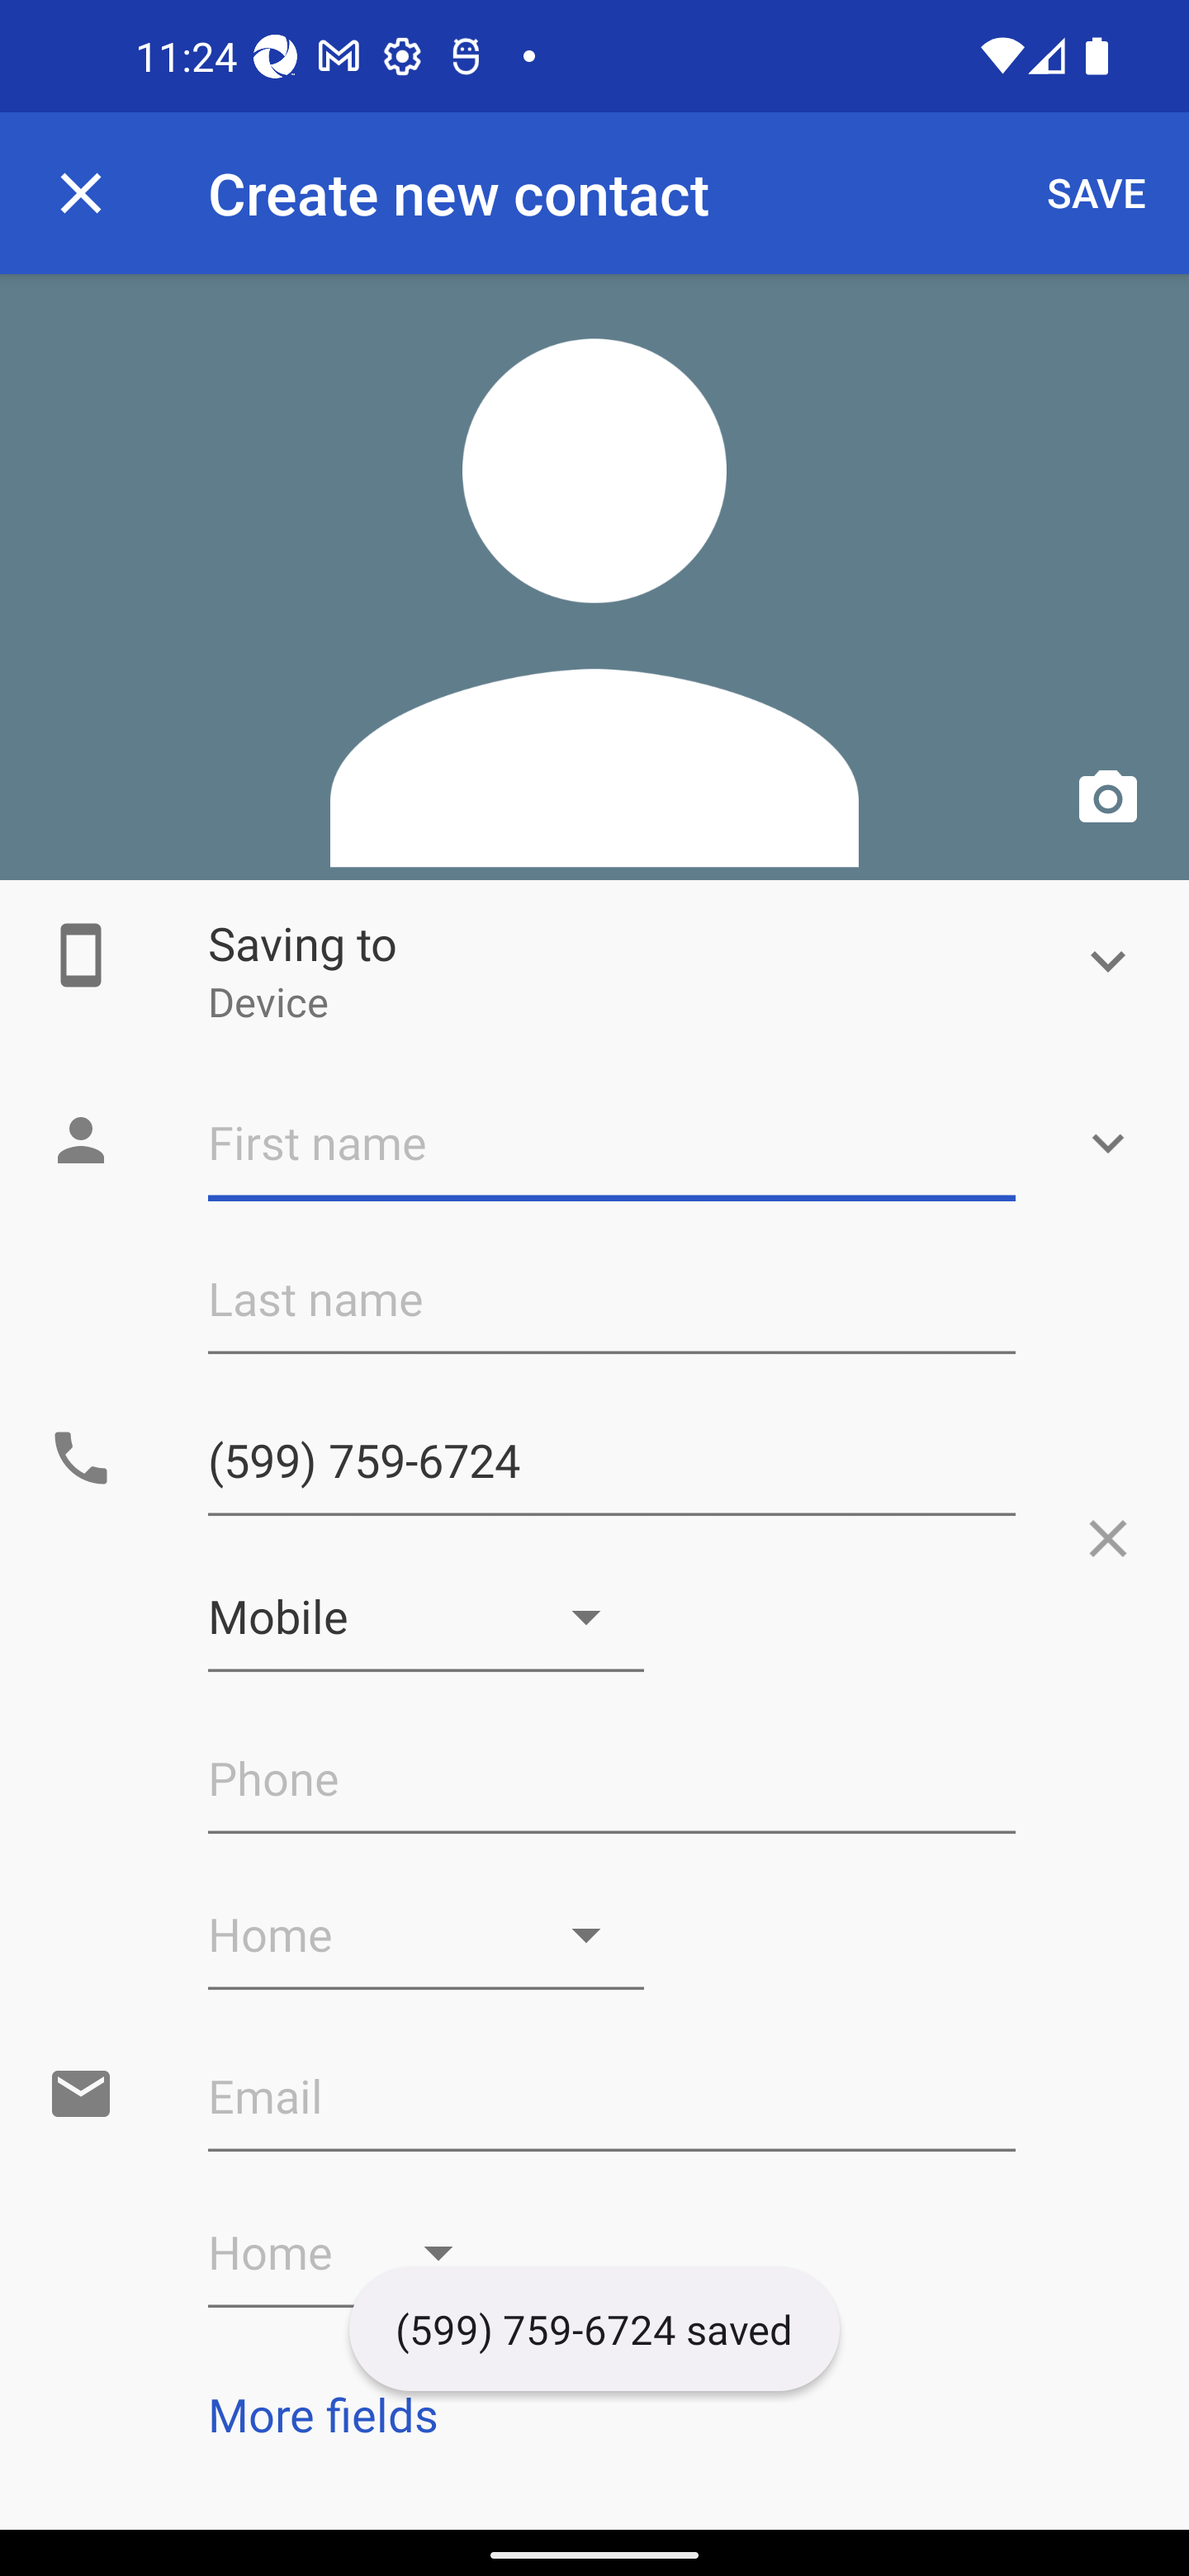 11:24
Create new contact
SAVE
Saving to
Device
First name
Last name
(599) 759-6724
Mobile
Phone
Home
Email
Home
(599) 759-6724 saved
More fields